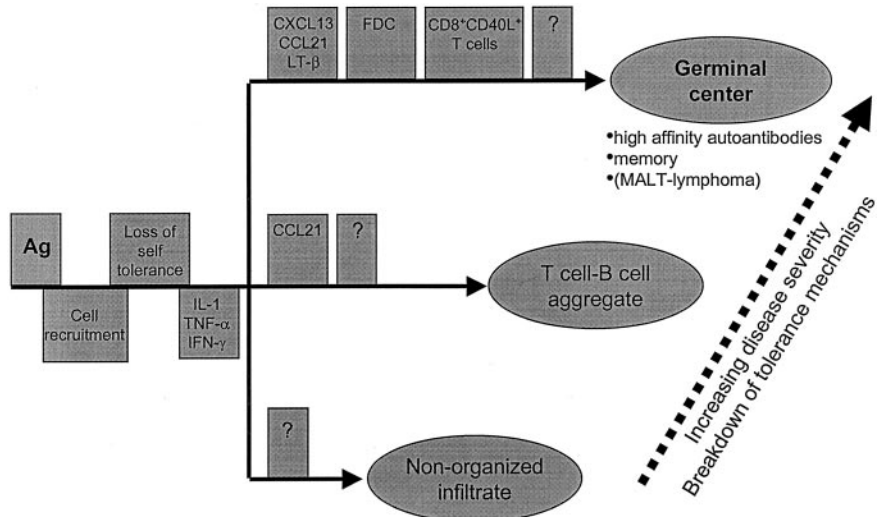 CXCL13
CCL21
LT-β
FDC
CD8⁺CD40L⁺
T cells
?
Germinal
center
•high affinity autoantibodies
•memory
•(MALT-lymphoma)
Ag
Cell
recruitment
Loss of
self
tolerance
IL-1
TNF-α
IFN-γ
CCL21
?
T cell-B cell
aggregate
?
Non-organized
infiltrate
Increasing disease severity
Breakdown of tolerance mechanisms